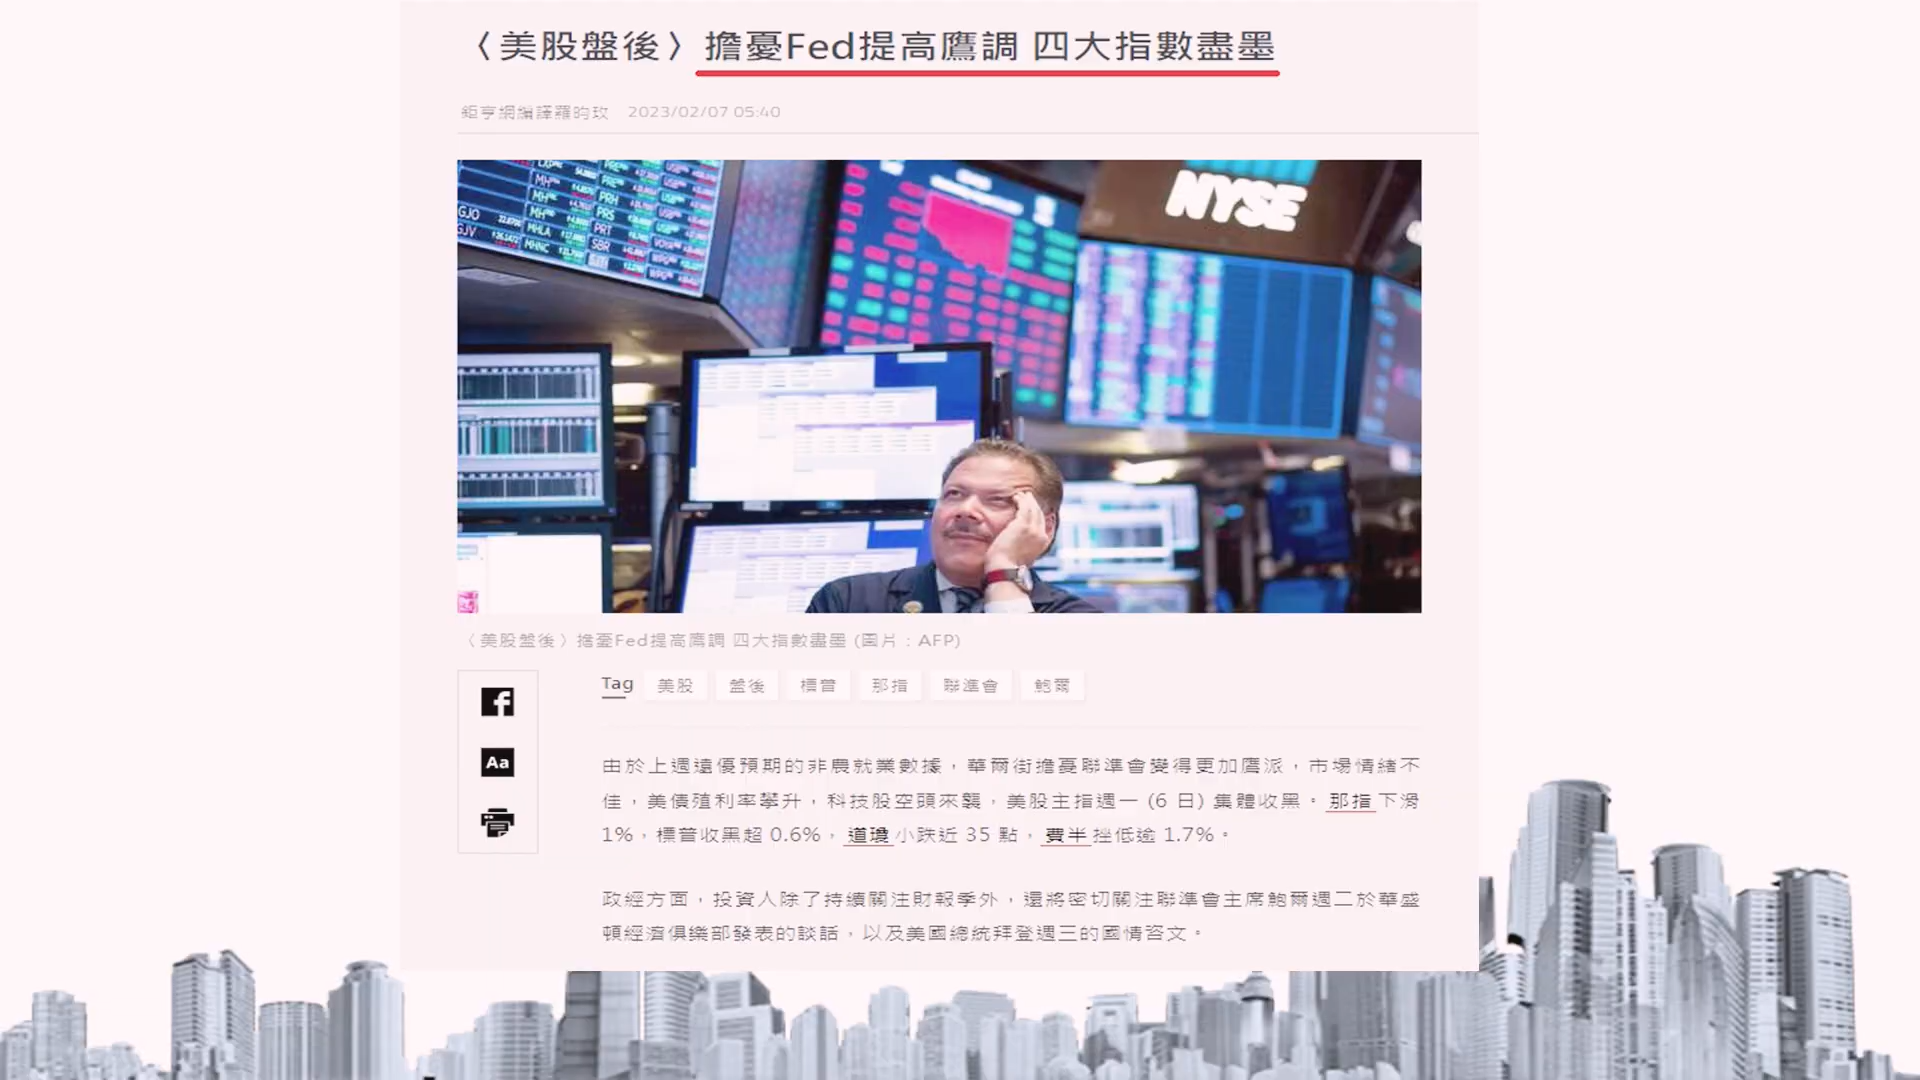 〈美股盤後〉擔憂Fed提高鷹調 四大指數盡墨
鉅亨網編譯羅昀玫 2023/02/07 05:40
NYSE
GJO
GJV
MHLA
MHNC
PRH
PRS
PRT
SBR
〈美股盤後〉擔憂Fed提高鷹調 四大指數盡墨 (圖片：AFP)
Tag 美股 盤後 標普 那指 聯準會 鮑爾
Aa
由於上週遠優預期的非農就業數據，華爾街擔憂聯準會變得更加鷹派，市場情緒不
佳，美債殖利率攀升，科技股空頭來襲，美股主指週一 (6 日) 集體收黑。那指下滑
1%，標普收黑超 0.6%，道瓊小跌近 35 點，費半挫低逾 1.7%。
政經方面，投資人除了持續關注財報季外，還將密切關注聯準會主席鮑爾週二於華盛
頓經濟俱樂部發表的談話，以及美國總統拜登週三的國情咨文。